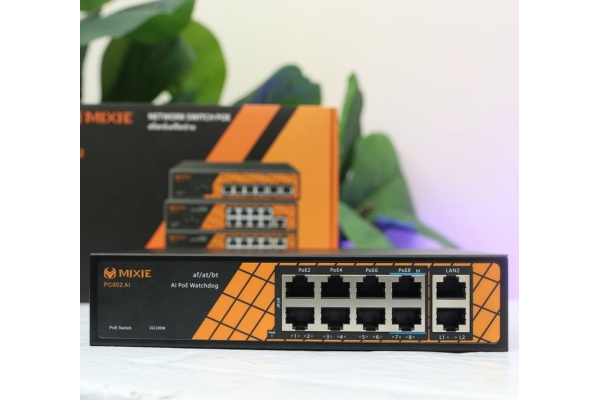 MIXIE
NETWORK SWITCH POE
MIXIE
PC802 AI
af/at/bt
AI PoE Watchdog
PoE Switch
PoE2 PoE4 PoE6 PoE8 bt LAN2
1 2 3 4 5 6 7 8 L1 L2